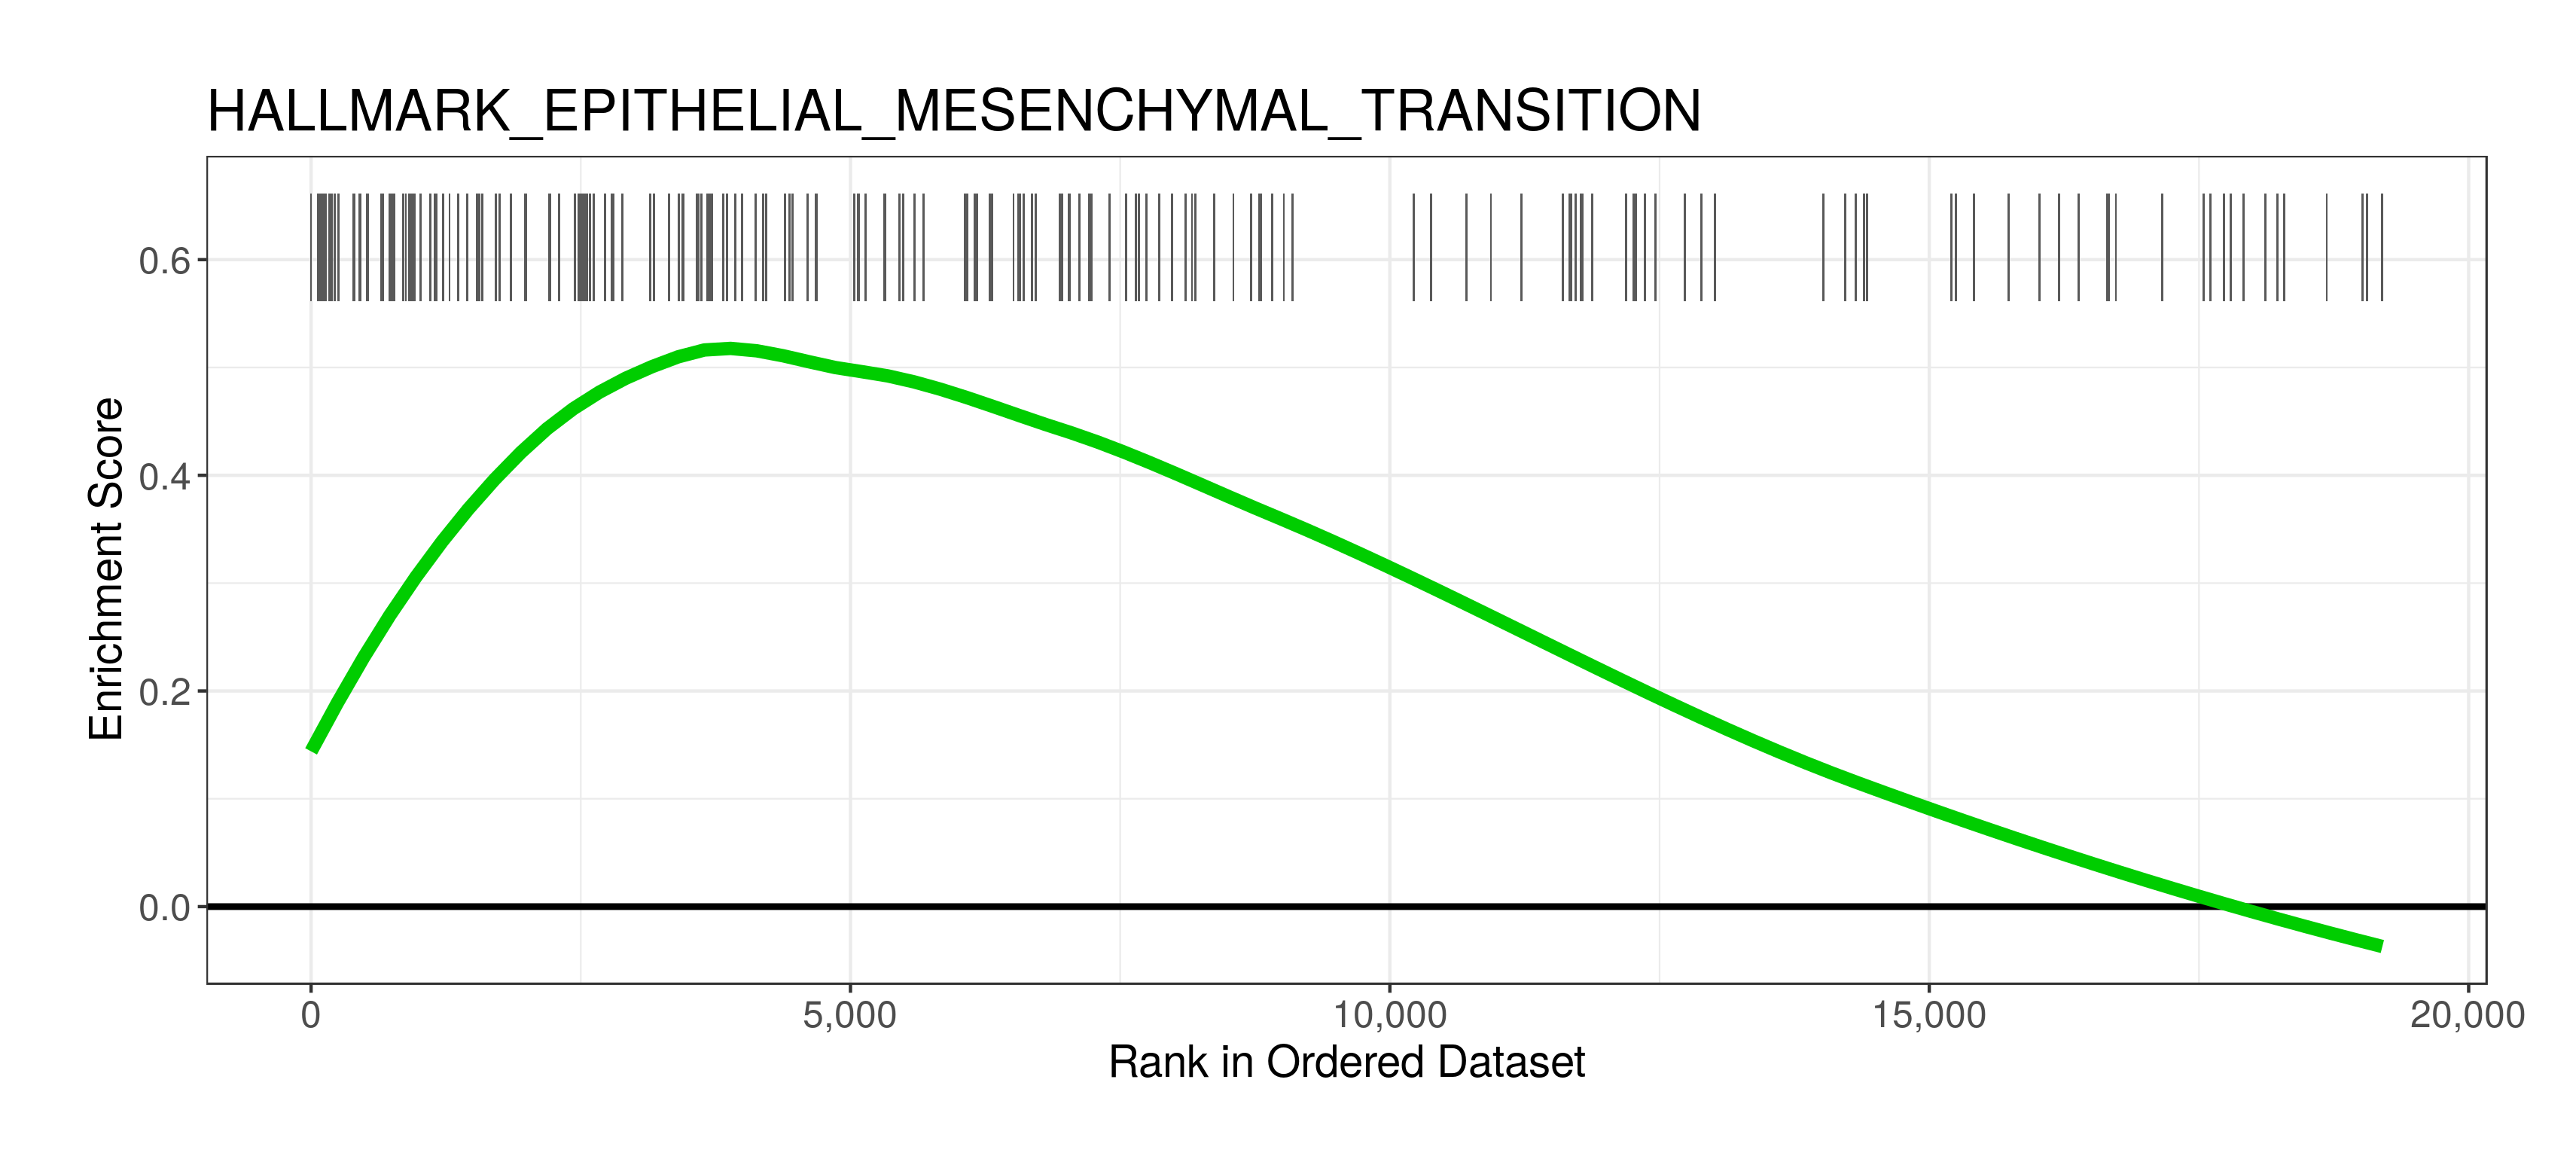 HALLMARK_EPITHELIAL_MESENCHYMAL_TRANSITION
Enrichment Score
0.6
0.4
0.2
0.0
0 5,000 10,000 15,000 20,000
Rank in Ordered Dataset